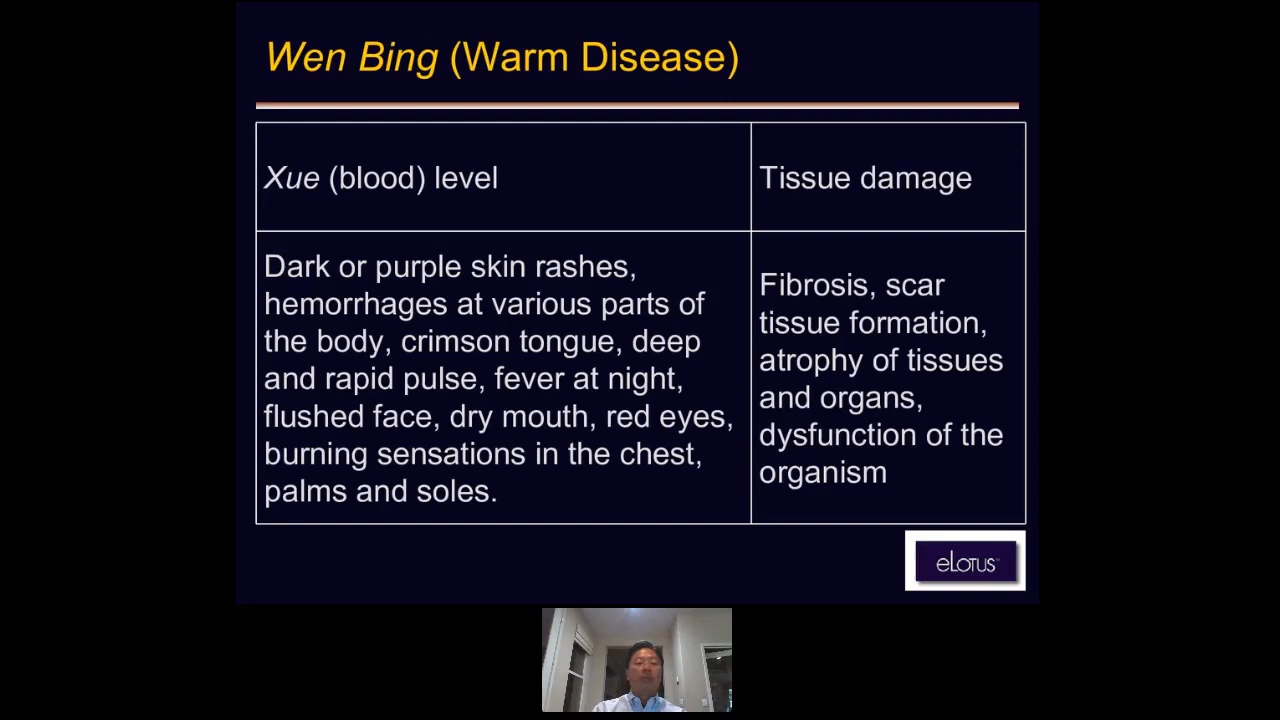 Wen Bing (Warm Disease)
Xue (blood) level
Tissue damage
Dark or purple skin rashes,
hemorrhages at various parts of
the body, crimson tongue, deep
and rapid pulse, fever at night,
flushed face, dry mouth, red eyes,
burning sensations in the chest,
palms and soles.
Fibrosis, scar
tissue formation,
atrophy of tissues
and organs,
dysfunction of the
organism
eLOTUS